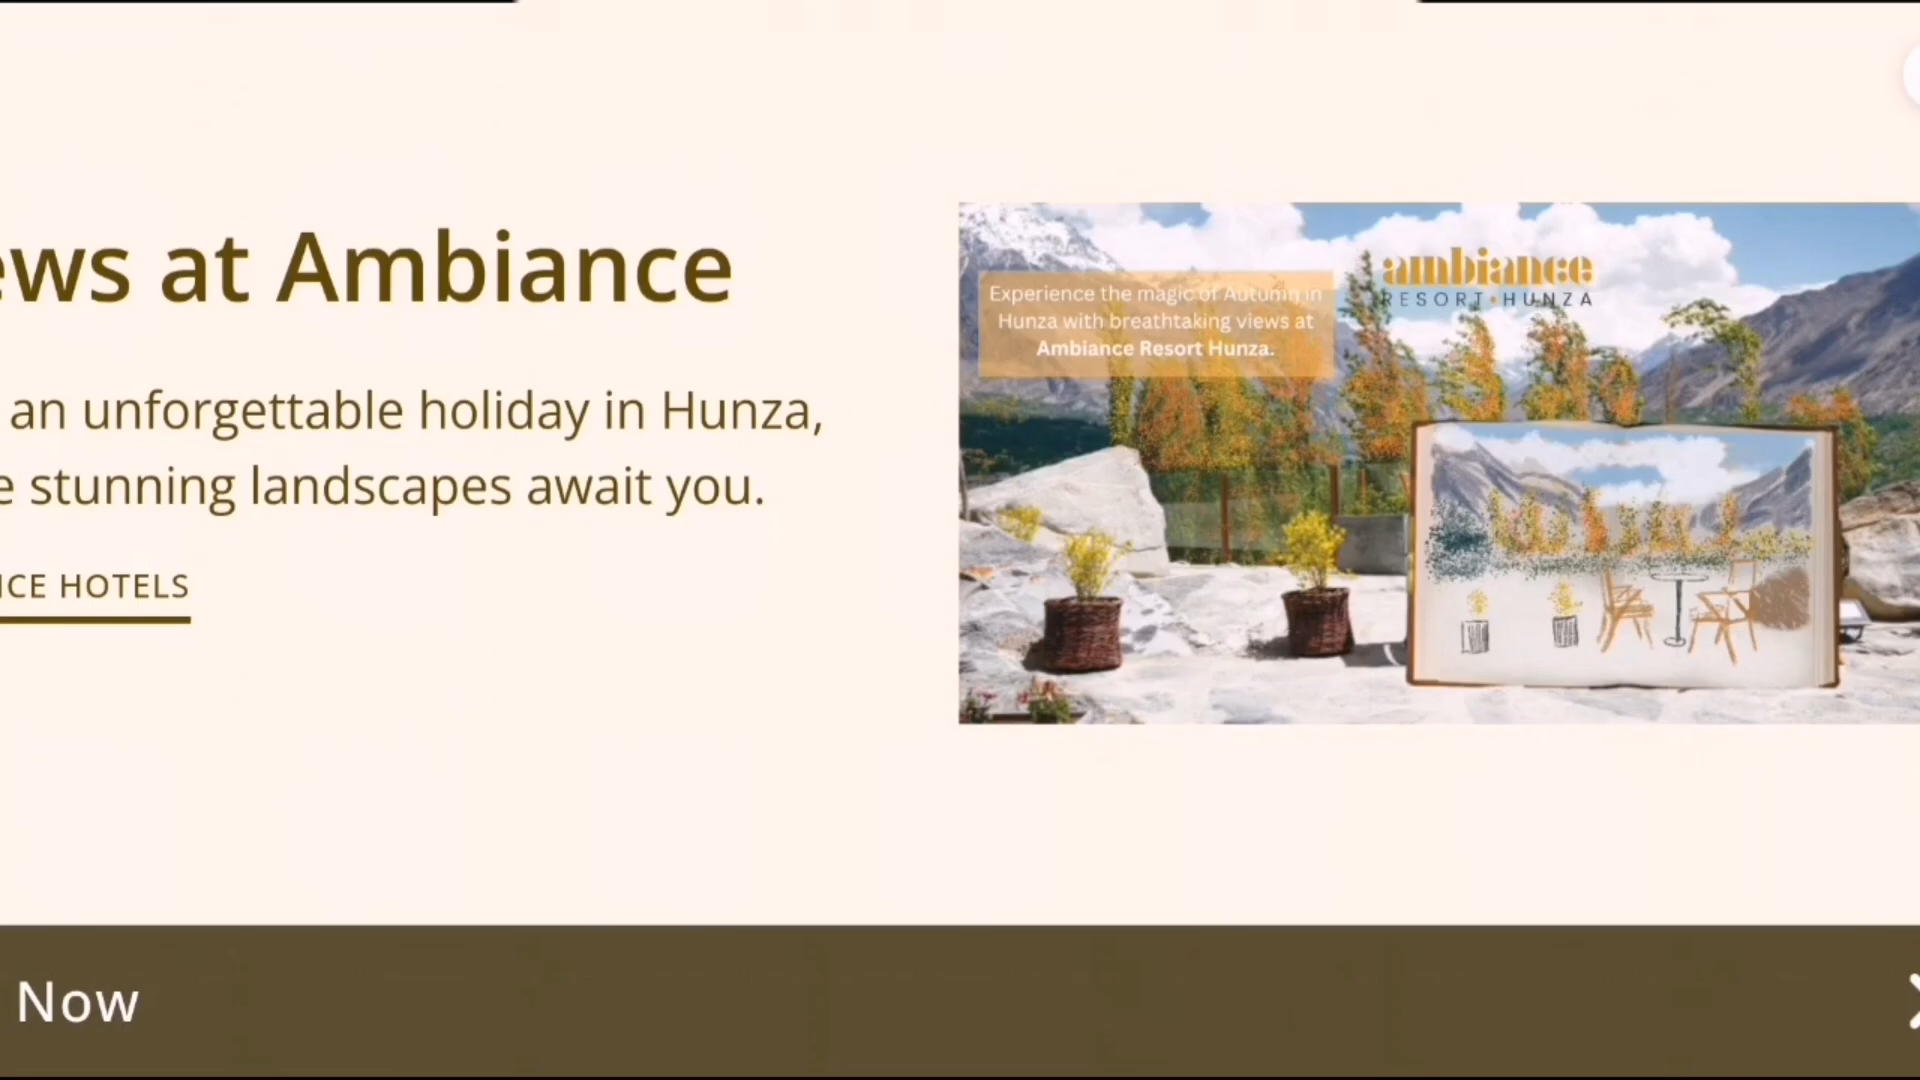 ews at Ambiance
an unforgettable holiday in Hunza,
e stunning landscapes await you.
ICE HOTELS
Experience the magic of Autumn in
Hunza with breathtaking views at
Ambiance Resort Hunza.
ambiance
RESORT•HUNZA
Now